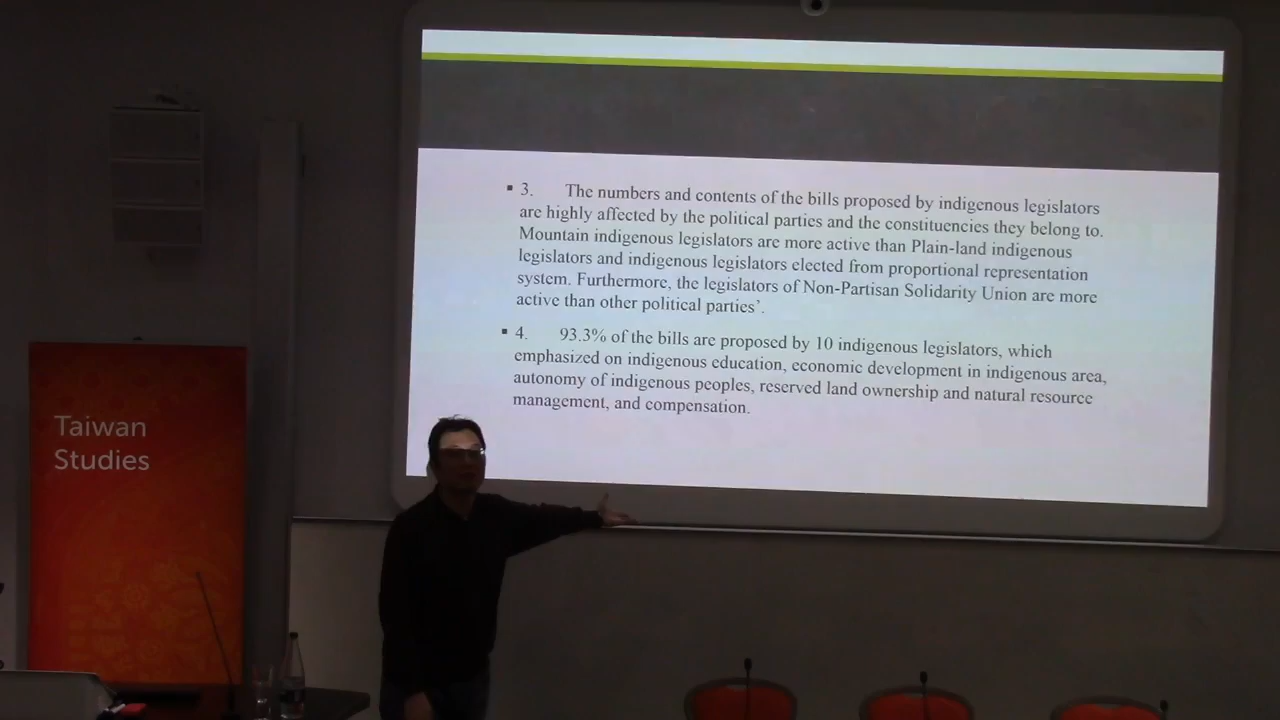 ▪ 3. The numbers and contents of the bills proposed by indigenous legislators
are highly affected by the political parties and the constituencies they belong to.
Mountain indigenous legislators are more active than Plain-land indigenous
legislators and indigenous legislators elected from proportional representation
system. Furthermore, the legislators of Non-Partisan Solidarity Union are more
active than other political parties’.
▪ 4. 93.3% of the bills are proposed by 10 indigenous legislators, which
emphasized on indigenous education, economic development in indigenous area,
autonomy of indigenous peoples, reserved land ownership and natural resource
management, and compensation.
Taiwan
Studies